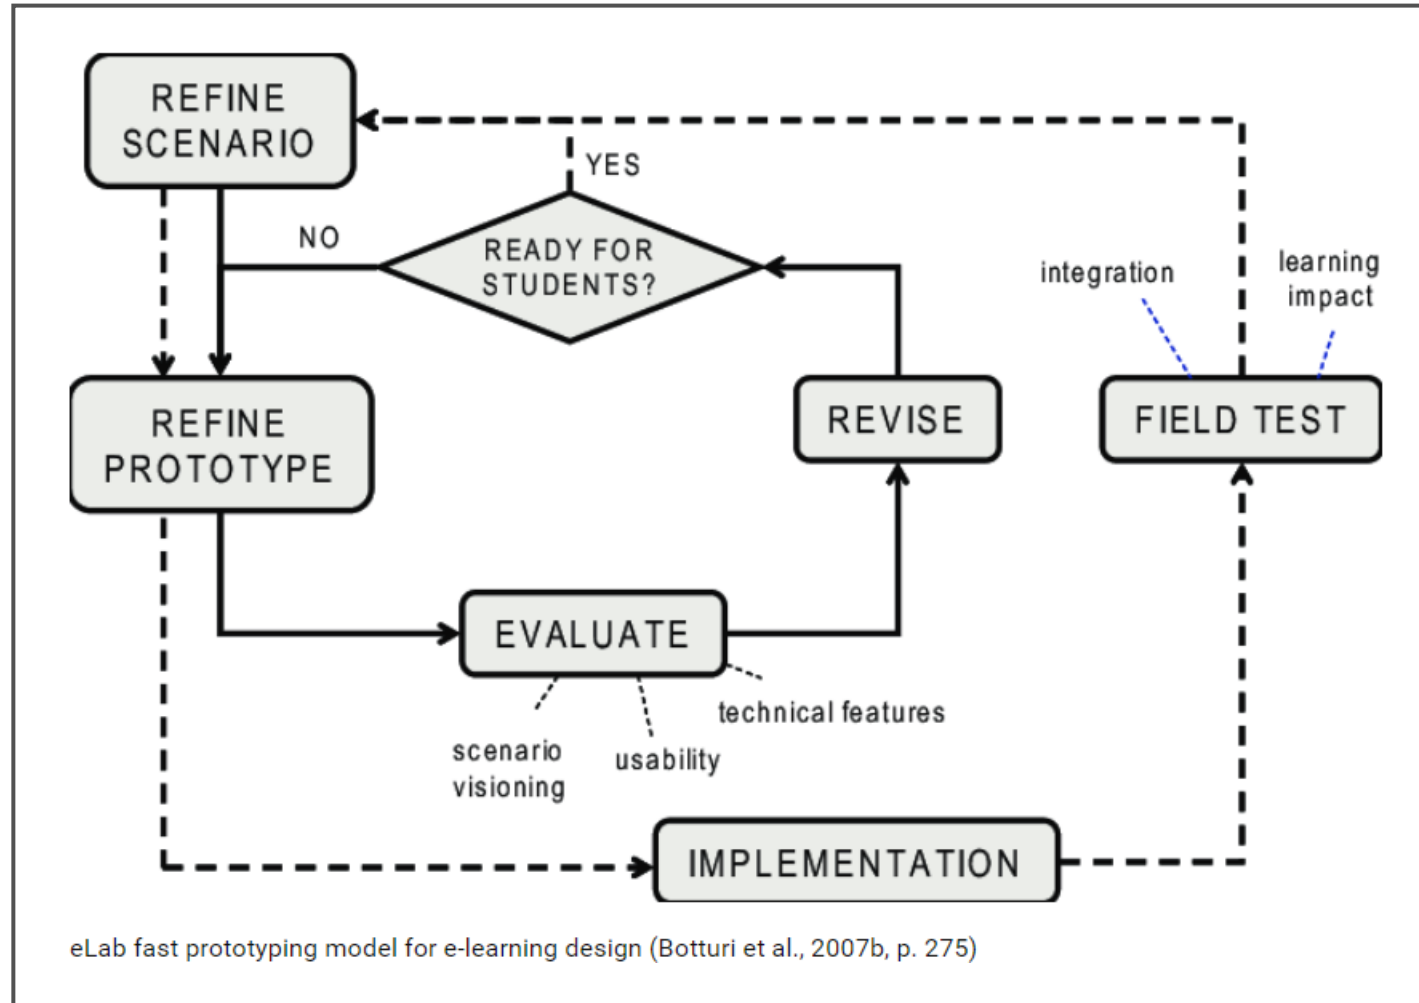 REFINE
SCENARIO
YES
NO
READY FOR
STUDENTS?
integration
learning
impact
REFINE
PROTOTYPE
REVISE
FIELD TEST
EVALUATE
technical features
scenario
visioning
usability
IMPLEMENTATION
eLab fast prototyping model for e-learning design (Botturi et al., 2007b, p. 275)